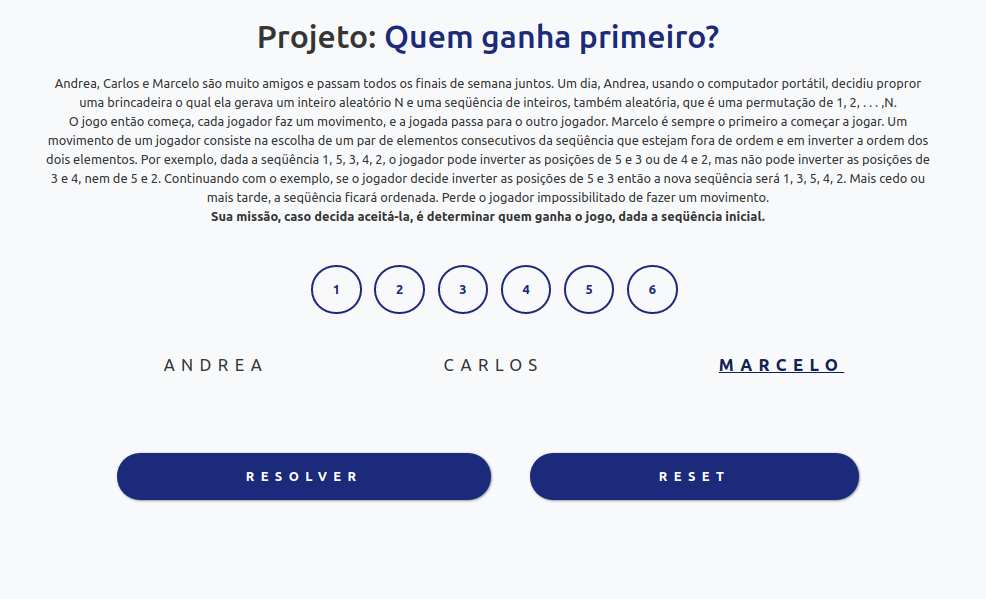 Projeto: Quem ganha primeiro?
Andrea, Carlos e Marcelo são muito amigos e passam todos os finais de semana juntos. Um dia, Andrea, usando o computador portátil, decidiu propror
uma brincadeira o qual ela gerava um inteiro aleatório N e uma seqüência de inteiros, também aleatória, que é uma permutação de 1, 2, . . . ,N.
O jogo então começa, cada jogador faz um movimento, e a jogada passa para o outro jogador. Marcelo é sempre o primeiro a começar a jogar. Um
movimento de um jogador consiste na escolha de um par de elementos consecutivos da seqüência que estejam fora de ordem e em inverter a ordem dos
dois elementos. Por exemplo, dada a seqüência 1, 5, 3, 4, 2, o jogador pode inverter as posições de 5 e 3 ou de 4 e 2, mas não pode inverter as posições de
3 e 4, nem de 5 e 2. Continuando com o exemplo, se o jogador decide inverter as posições de 5 e 3 então a nova seqüência será 1, 3, 5, 4, 2. Mais cedo ou
mais tarde, a seqüência ficará ordenada. Perde o jogador impossibilitado de fazer um movimento.
Sua missão, caso decida aceitá-la, é determinar quem ganha o jogo, dada a seqüência inicial.
1 2 3 4 5 6
ANDREA CARLOS MARCELO
RESOLVER RESET